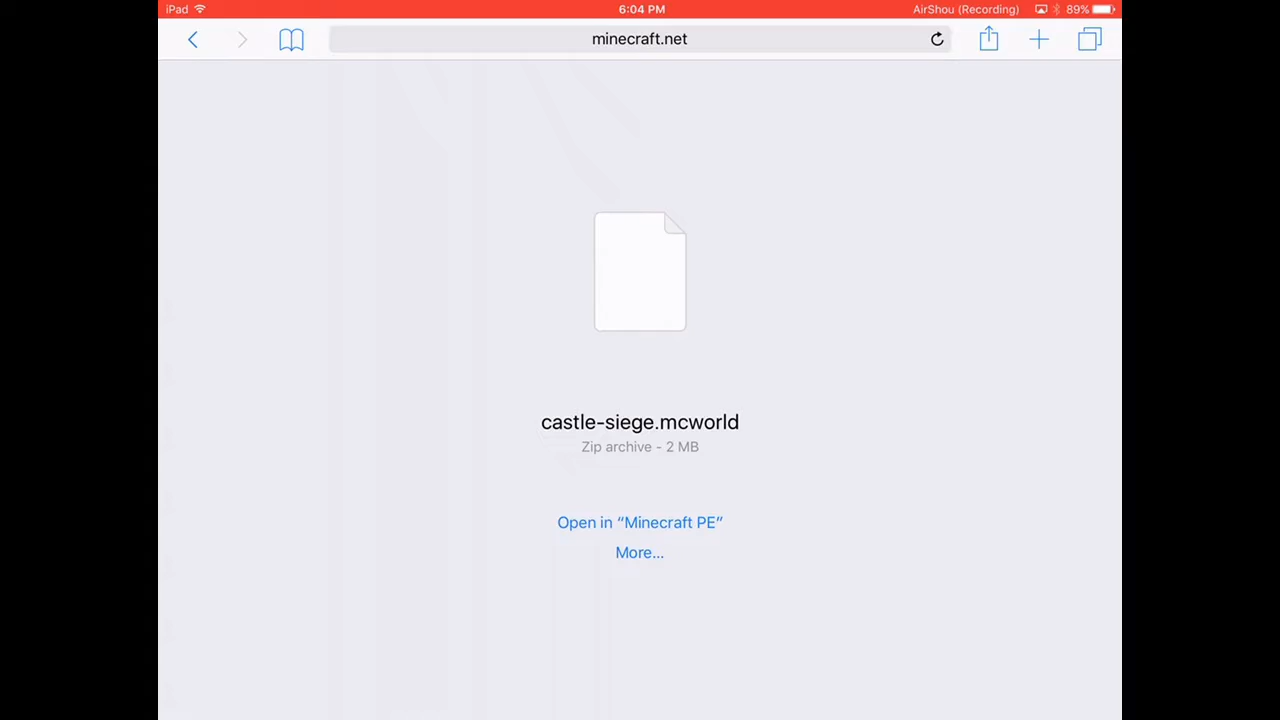 iPad 6:04 PM AirShou (Recording) 89%
minecraft.net
castle-siege.mcworld
Zip archive - 2 MB
Open in “Minecraft PE”
More...